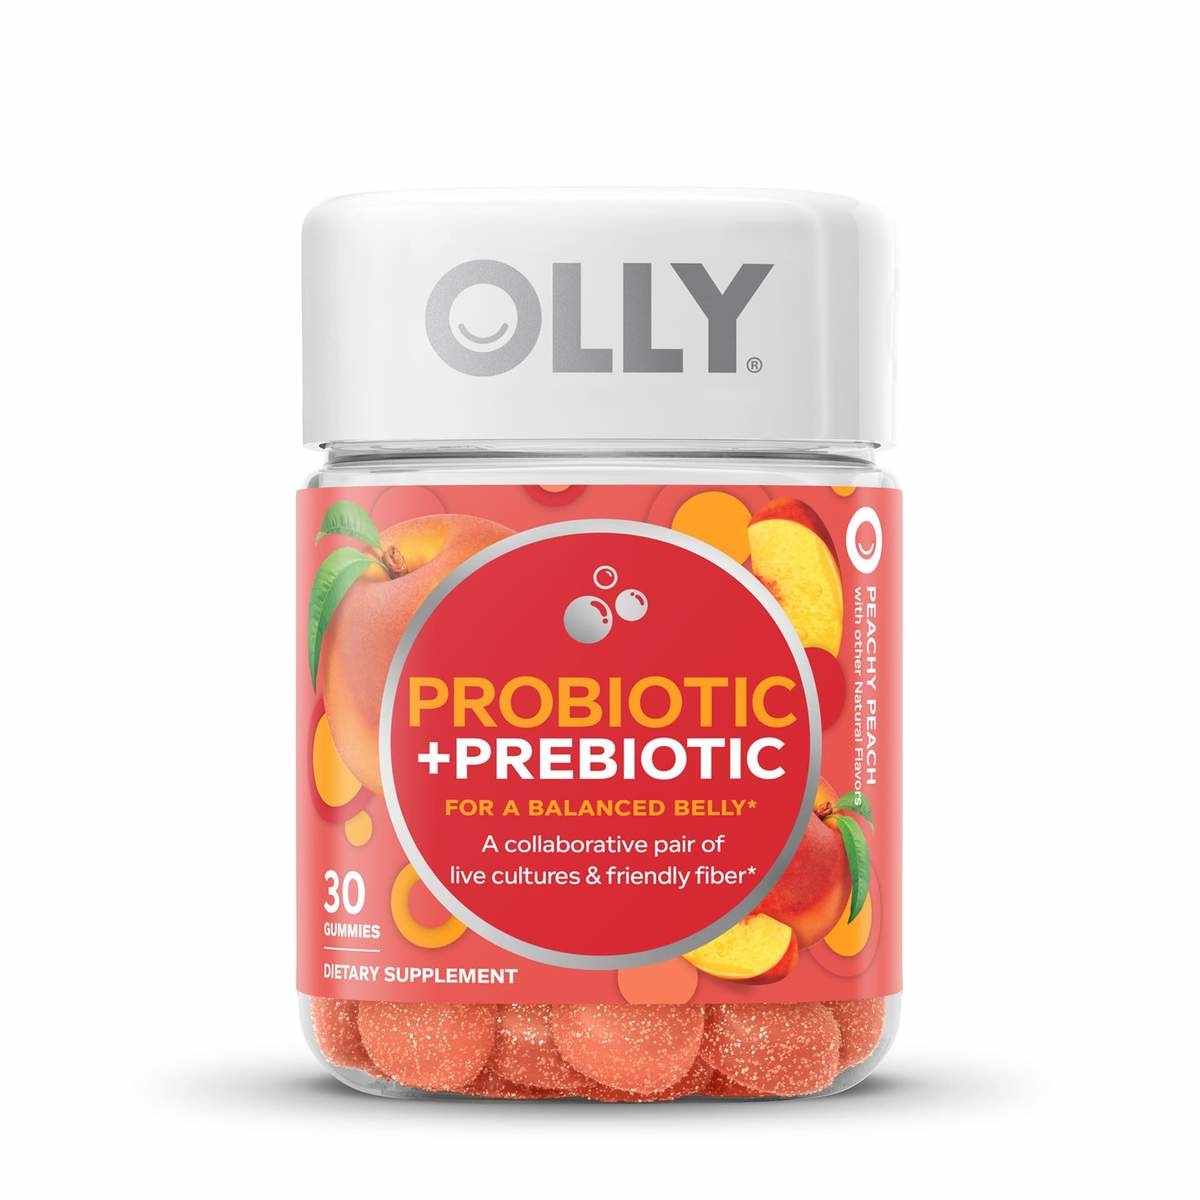 OLLY®
PROBIOTIC
+PREBIOTIC
FOR A BALANCED BELLY*
A collaborative pair of
live cultures & friendly fiber*
30
GUMMIES
DIETARY SUPPLEMENT
PEACHY PEACH
with other Natural Flavors